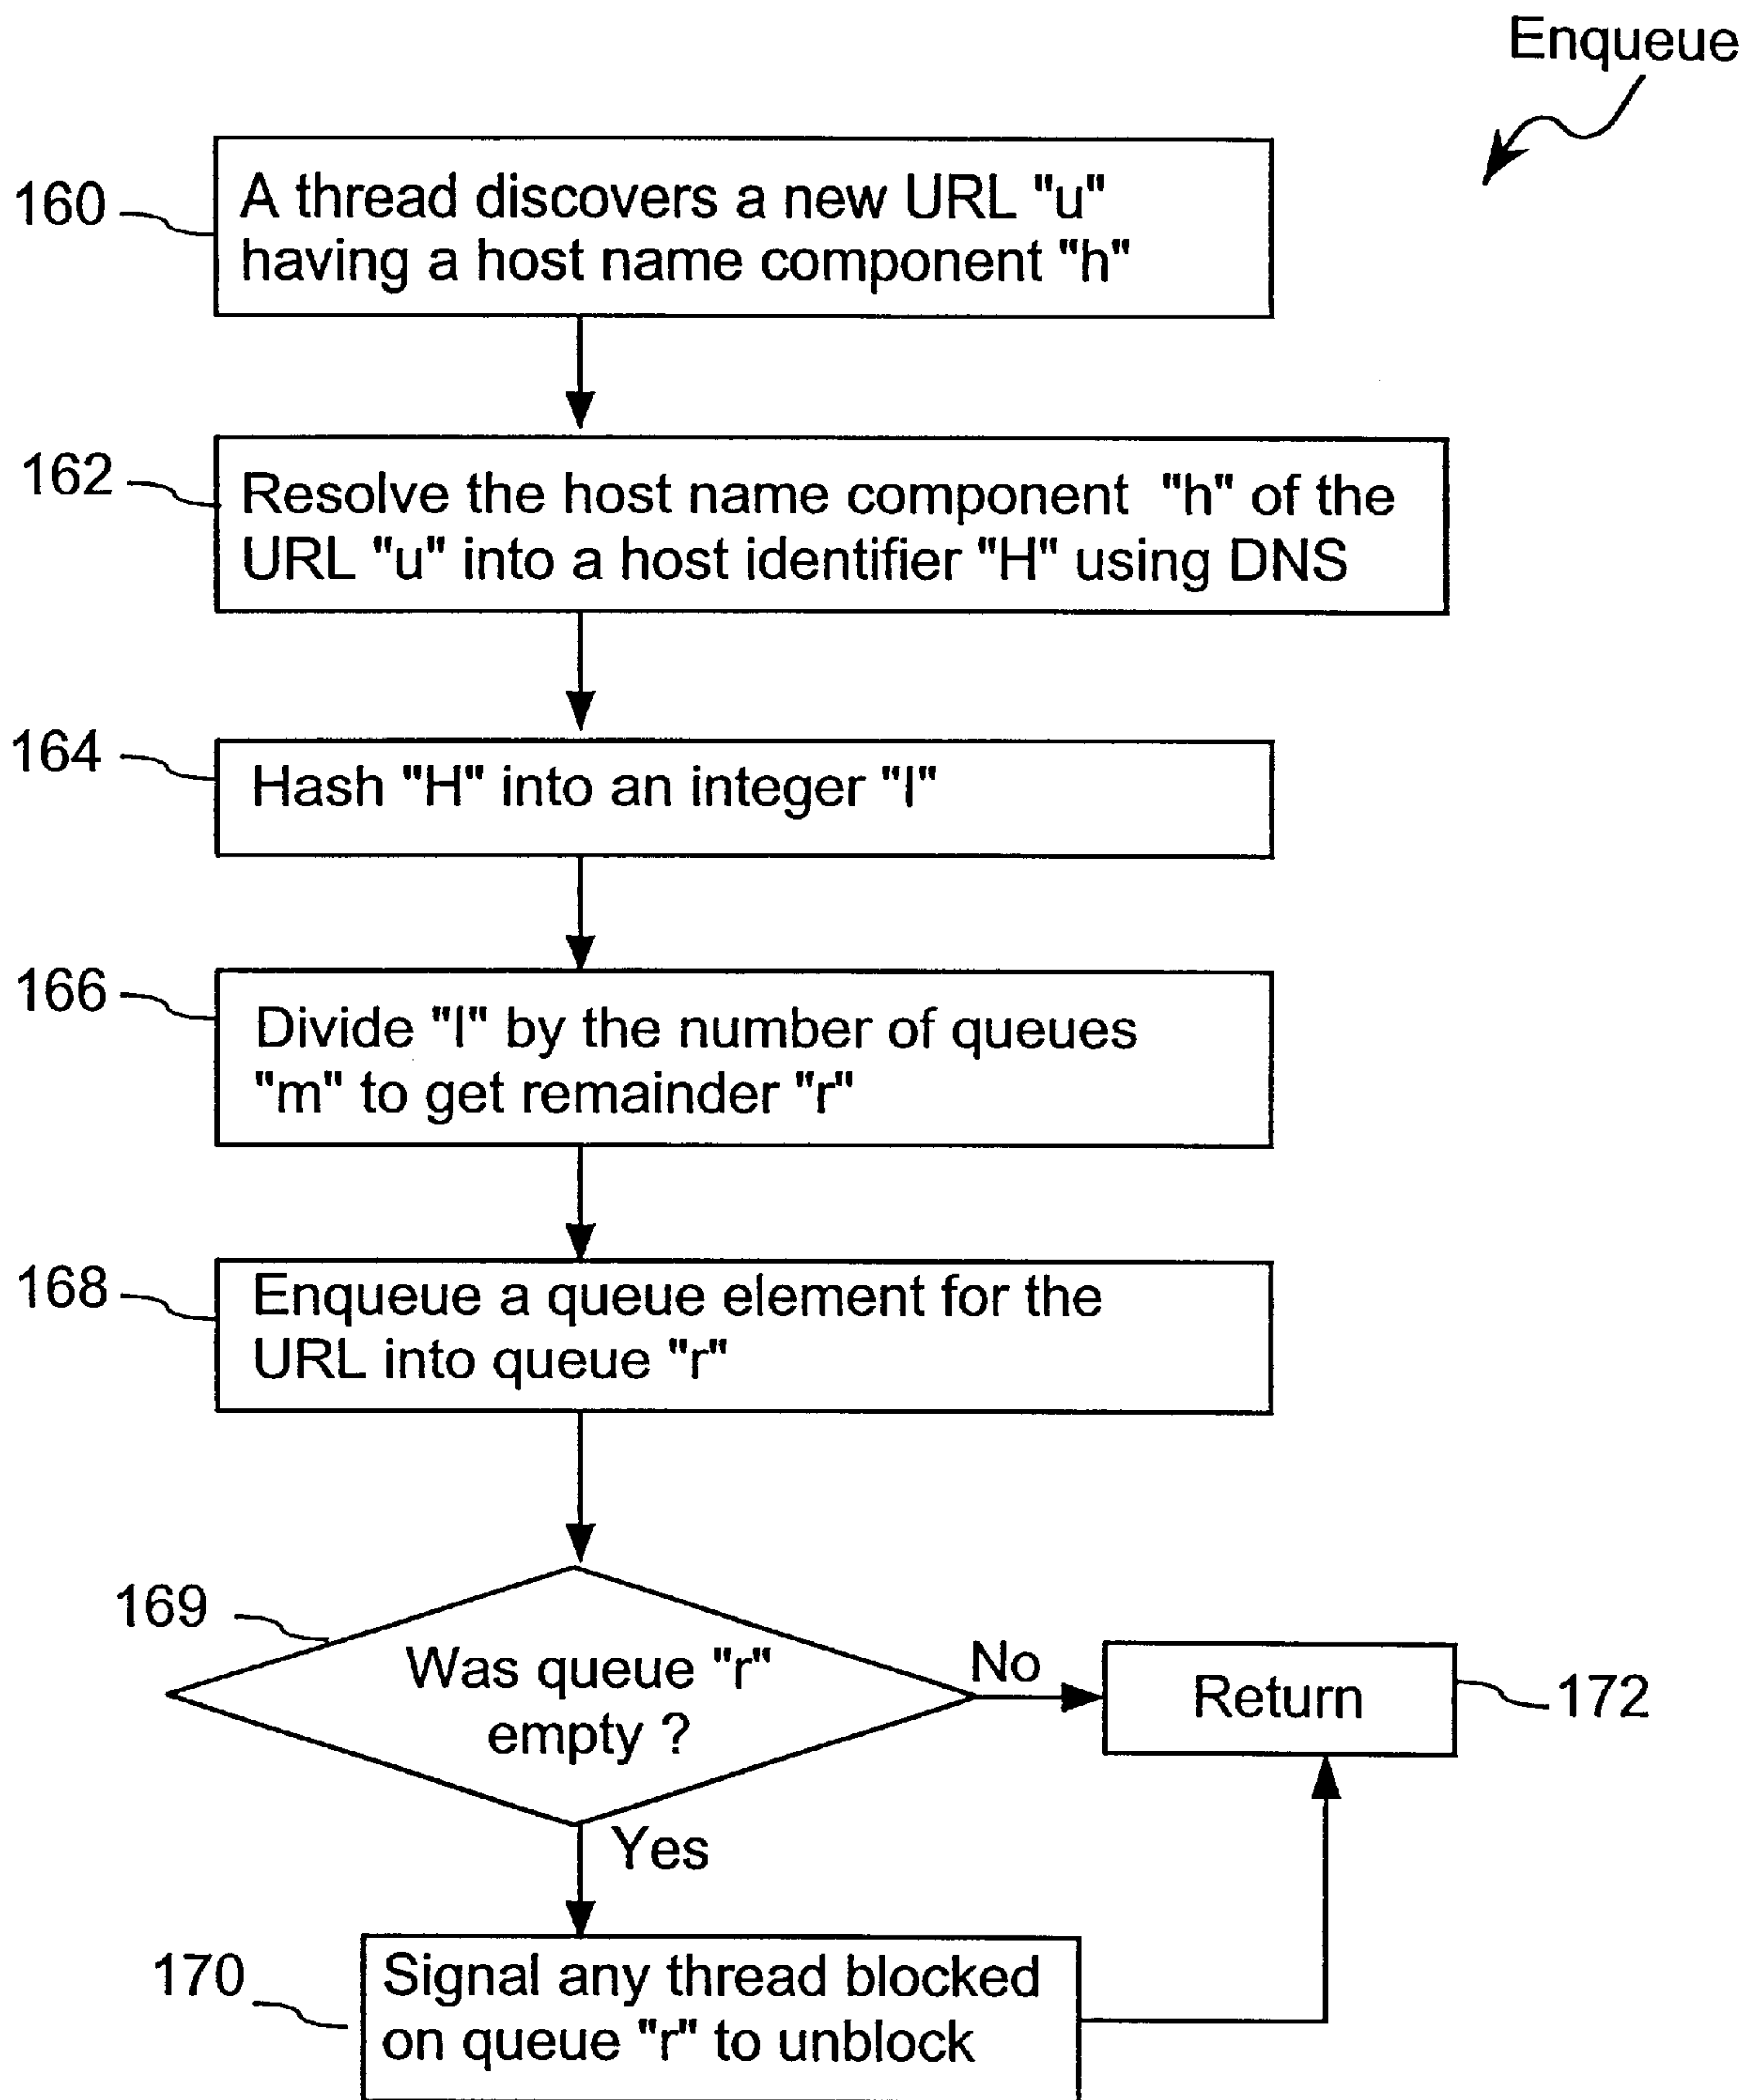 Enqueue
160
A thread discovers a new URL "u"
having a host name component "h"
162
Resolve the host name component "h" of the
URL "u" into a host identifier "H" using DNS
164
Hash "H" into an integer "I"
166
Divide "I" by the number of queues
"m" to get remainder "r"
168
Enqueue a queue element for the
URL into queue "r"
169
Was queue "r"
empty ?
No
Return
172
Yes
170
Signal any thread blocked
on queue "r" to unblock